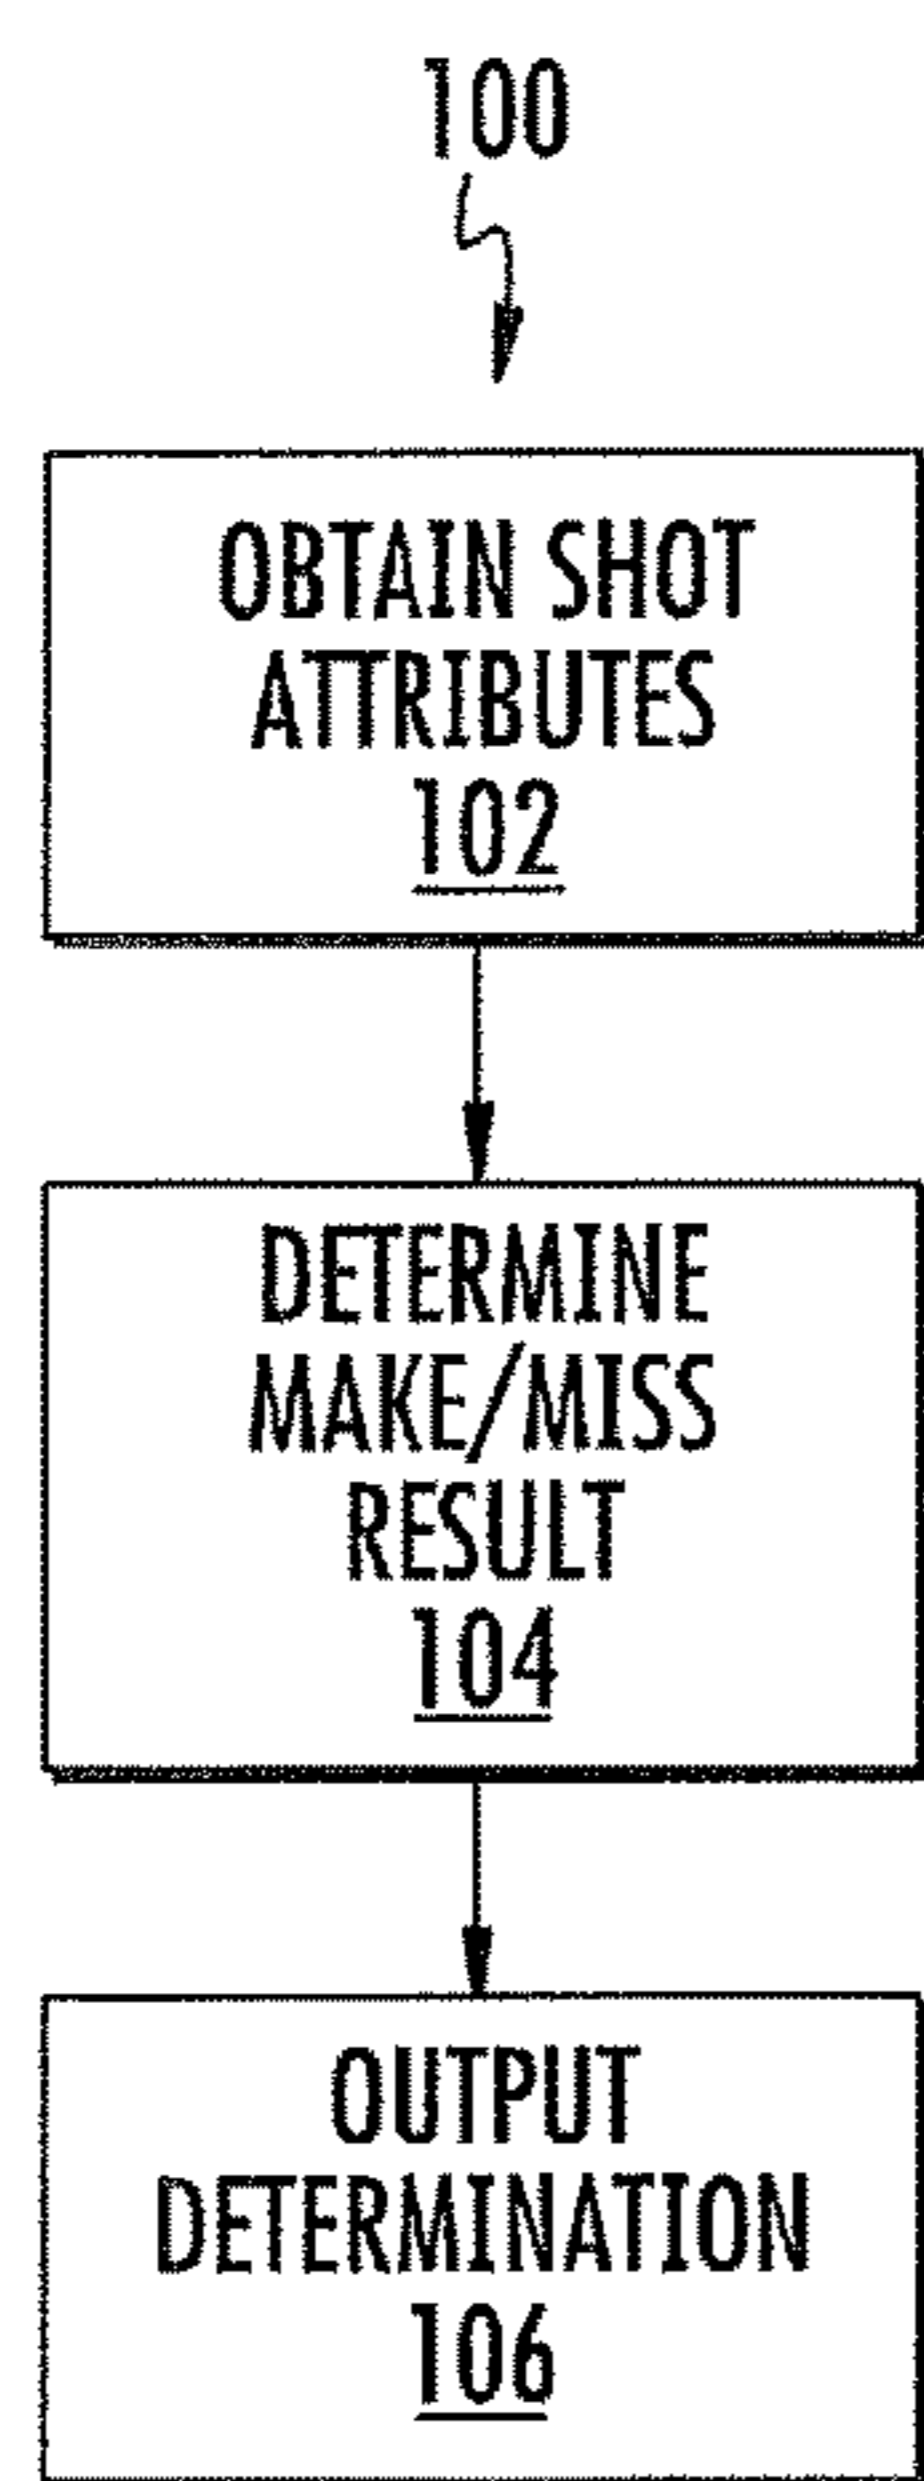 100
OBTAIN SHOT
ATTRIBUTES
102
DETERMINE
MAKE/MISS
RESULT
104
OUTPUT
DETERMINATION
106